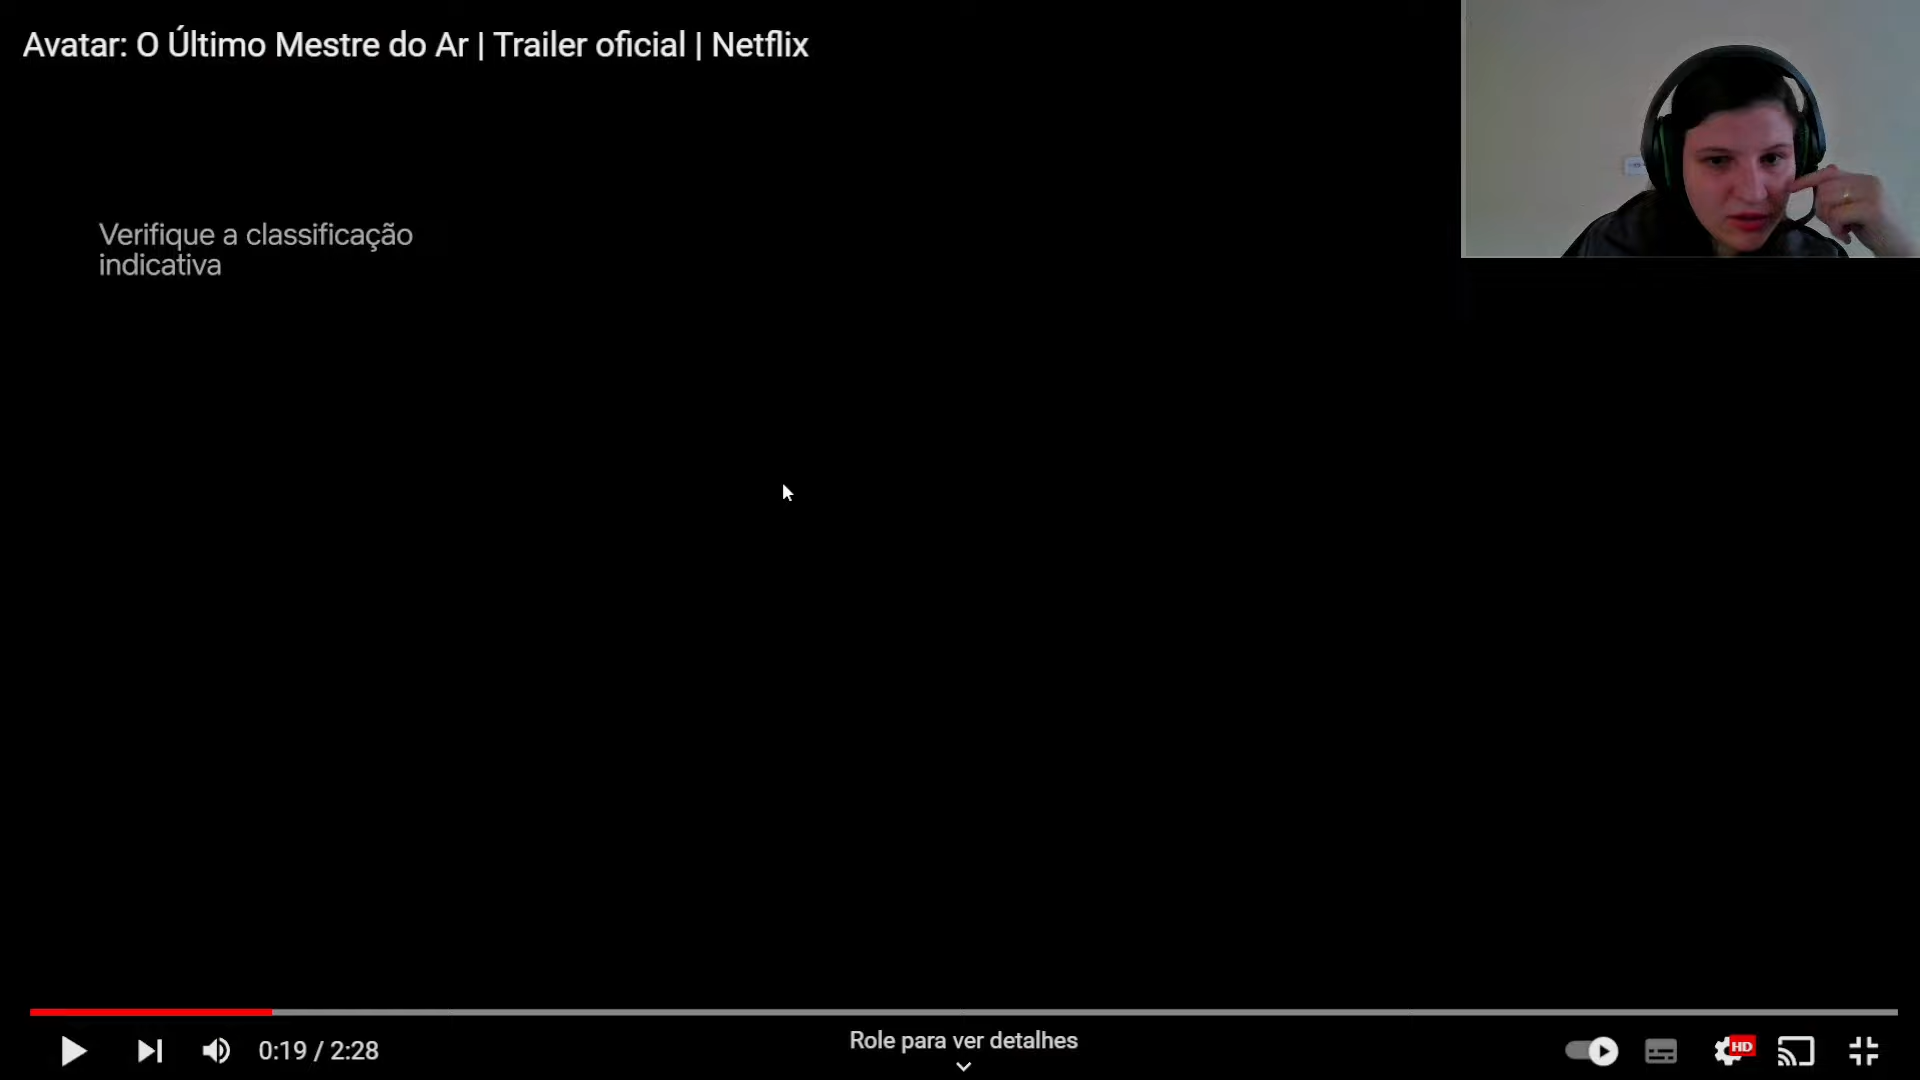 Avatar: O Último Mestre do Ar | Trailer oficial | Netflix
Verifique a classificação
indicativa
0:19 / 2:28
Role para ver detalhes
HD